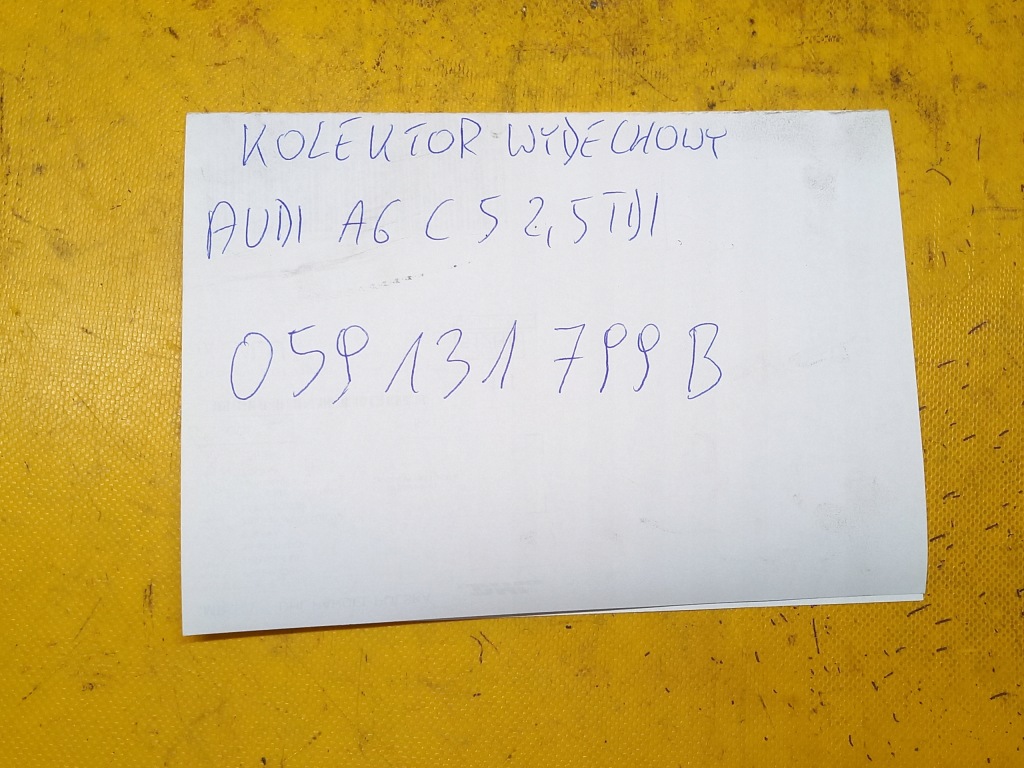 KOLEKTOR WYDECHOWY
AUDI A6 C5 2,5TDI
059 131 799 B